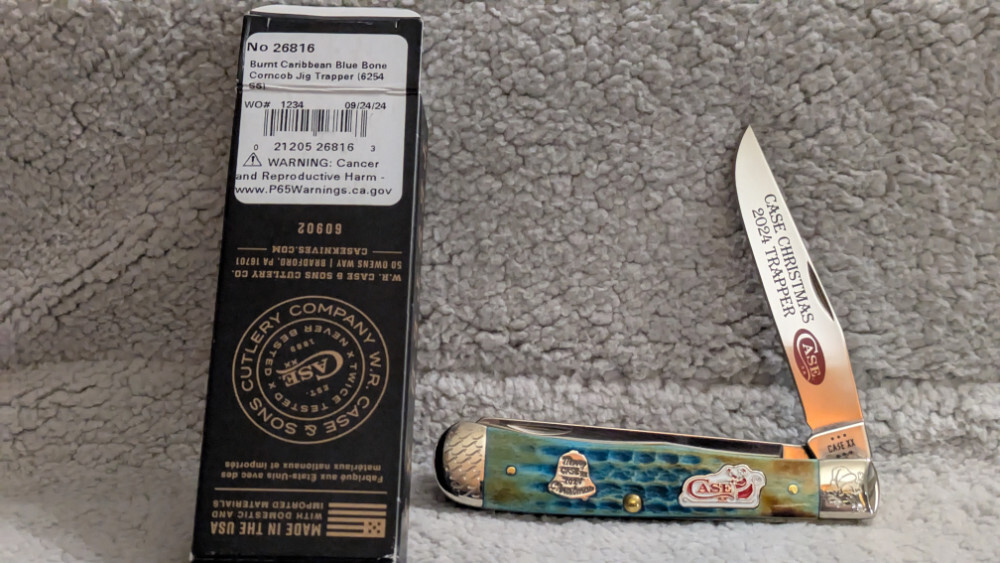 No 26816
Burnt Caribbean Blue Bone
Corncob Jig Trapper (6254
SS)
WO# 1234 09/24/24
0 21205 26816 3
WARNING: Cancer
and Reproductive Harm -
www.P65Warnings.ca.gov
60902
CASEKNIVES.COM
50 OWENS WAY | BRADFORD, PA 16701
W.R. CASE & SONS CUTLERY CO.
W.R. CASE & SONS CUTLERY COMPANY
TWICE TESTED x NEVER BESTED x
CASE
EST.
1889
Fabriqué aux États-Unis avec des
matériaux nationaux et importés
MADE IN THE USA
WITH DOMESTIC AND
IMPORTED MATERIALS
CASE CHRISTMAS
2024 TRAPPER
CASE
CASE XX
CASE